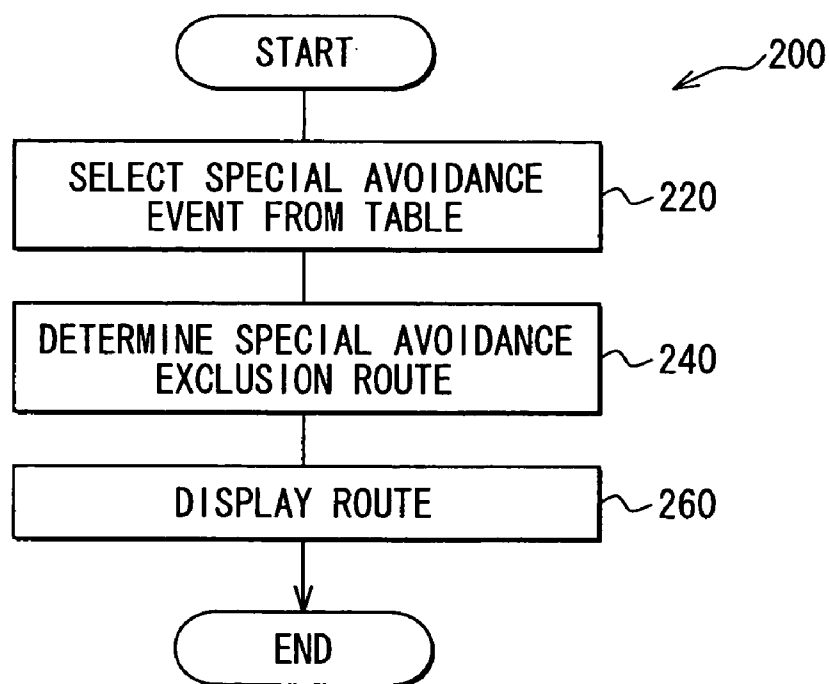 START
200
SELECT SPECIAL AVOIDANCE
EVENT FROM TABLE
220
DETERMINE SPECIAL AVOIDANCE
EXCLUSION ROUTE
240
DISPLAY ROUTE
260
END